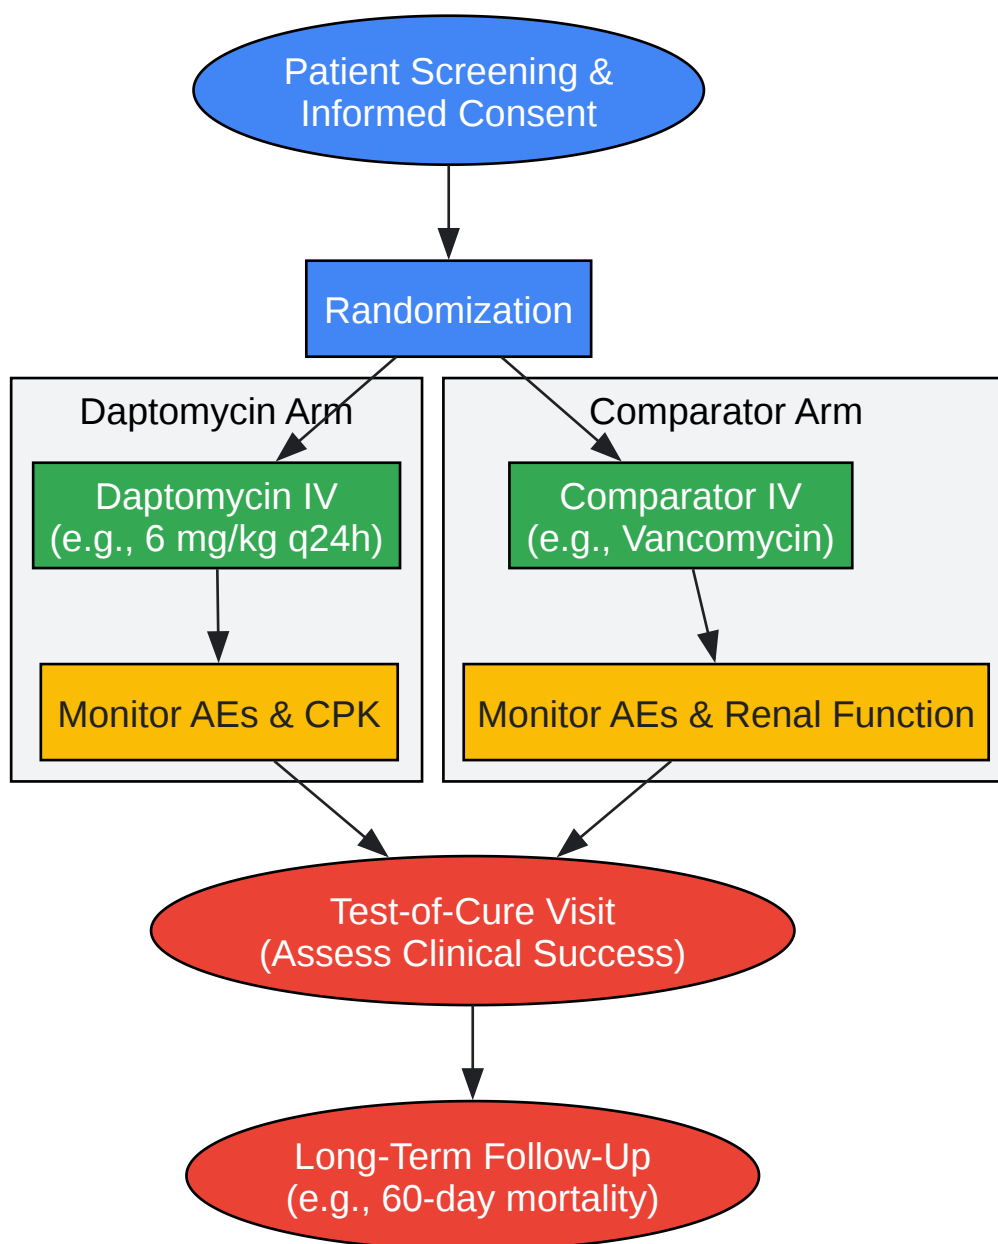 Patient Screening &
Informed Consent
Randomization
Daptomycin Arm
Comparator Arm
Daptomycin IV
(e.g., 6 mg/kg q24h)
Comparator IV
(e.g., Vancomycin)
Monitor AEs & CPK
Monitor AEs & Renal Function
Test-of-Cure Visit
(Assess Clinical Success)
Long-Term Follow-Up
(e.g., 60-day mortality)